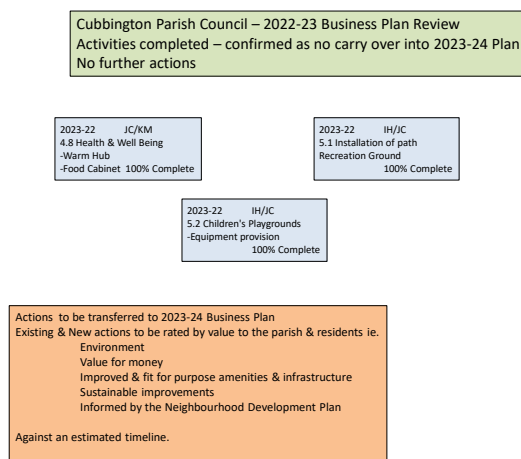 Cubbington Parish Council – 2022-23 Business Plan Review
Activities completed – confirmed as no carry over into 2023-24 Plan
No further actions
2023-22 JC/KM
4.8 Health & Well Being
-Warm Hub
-Food Cabinet 100% Complete
2023-22 IH/JC
5.1 Installation of path
Recreation Ground
100% Complete
2023-22 IH/JC
5.2 Children's Playgrounds
-Equipment provision
100% Complete
Actions to be transferred to 2023-24 Business Plan
Existing & New actions to be rated by value to the parish & residents ie.
Environment
Value for money
Improved & fit for purpose amenities & infrastructure
Sustainable improvements
Informed by the Neighbourhood Development Plan
Against an estimated timeline.